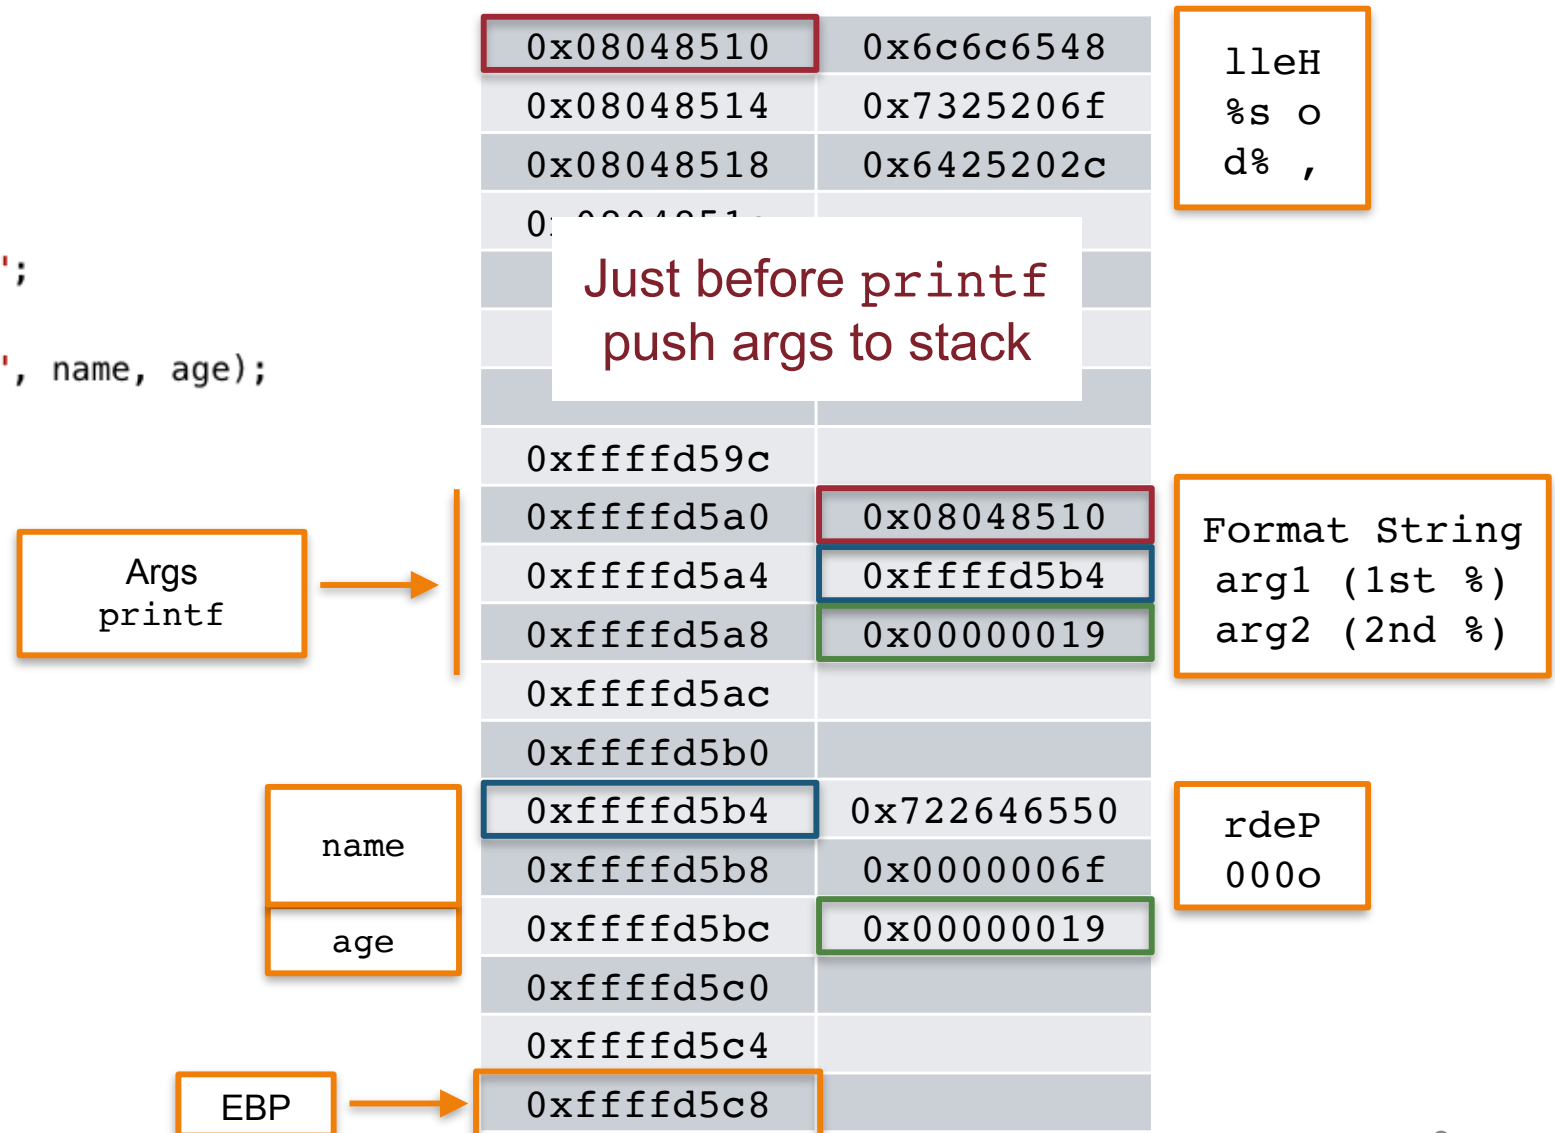 0x08048510 0x6c6c6548
0x08048514 0x7325206f
0x08048518 0x6425202c
lleH
%s o
d% ,
';
', name, age);
Just before printf
push args to stack
0xffffd59c
0xffffd5a0 0x08048510
0xffffd5a4 0xffffd5b4
0xffffd5a8 0x00000019
0xffffd5ac
0xffffd5b0
0xffffd5b4 0x722646550
0xffffd5b8 0x0000006f
0xffffd5bc 0x00000019
0xffffd5c0
0xffffd5c4
0xffffd5c8
Args
printf
Format String
arg1 (1st %)
arg2 (2nd %)
name
age
rdeP
000o
EBP